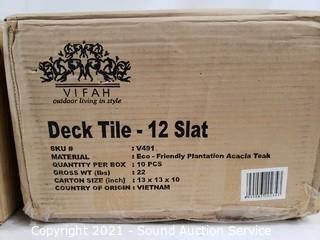 VIFAH
outdoor living in style
Deck Tile - 12 Slat
SKU # : V491
MATERIAL : Eco - Friendly Plantation Acacia Teak
QUANTITY PER BOX : 10 PCS
GROSS WT (lbs) : 22
CARTON SIZE (inch) : 13 x 13 x 10
COUNTRY OF ORIGIN : VIETNAM
Copyright 2021 - Auction Sound Service